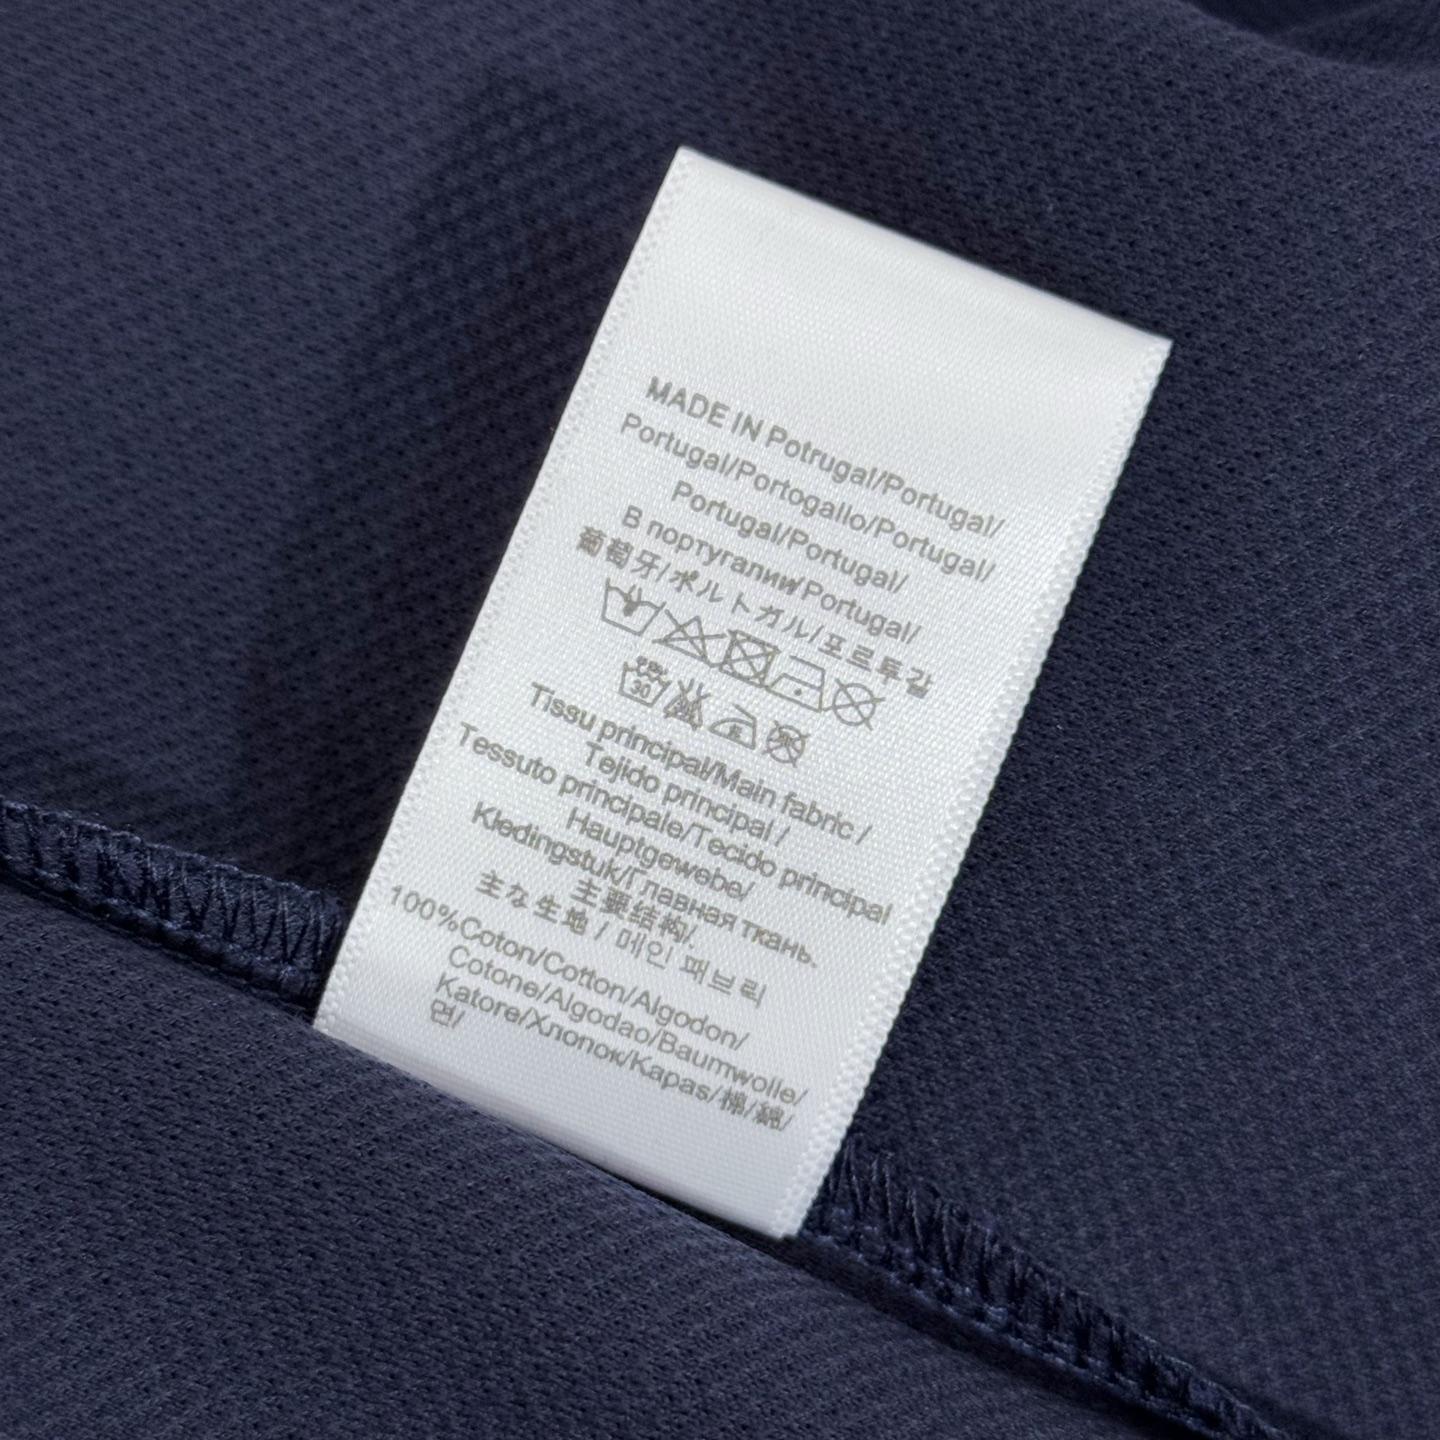 MADE IN Potrugal/Portugal/
Portugal/Portogallo/Portugal/
Portugal/Portugal/
В португалии/Portugal/
葡萄牙/ポルトガル/포르투갈
30
Tissu principal/Main fabric /
Tejido principal /
Tessuto principale/Tecido principal
Hauptgewebe/
Kledingstuk/Главная ткань.
主要结构/.
主な生地 / 메인 패브릭
100%Coton/Cotton/Algodon/
Cotone/Algodao/Baumwolle/
Katore/Хлопок/Kapas/棉/綿/
면/